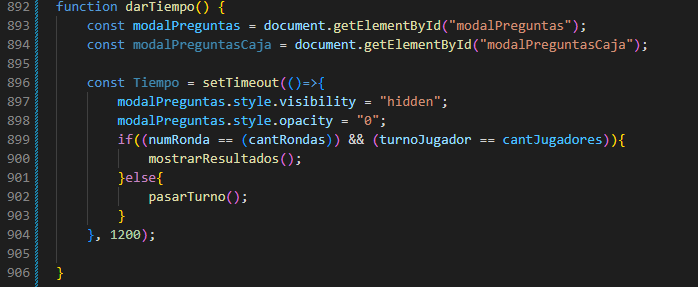 892 function darTiempo() {
893     const modalPreguntas = document.getElementById("modalPreguntas");
894     const modalPreguntasCaja = document.getElementById("modalPreguntasCaja");
895
896     const Tiempo = setTimeout(()=>{
897         modalPreguntas.style.visibility = "hidden";
898         modalPreguntas.style.opacity = "0";
899         if((numRonda == (cantRondas)) && (turnoJugador == cantJugadores)){
900             mostrarResultados();
901         }else{
902             pasarTurno();
903         }
904     }, 1200);
905
906 }